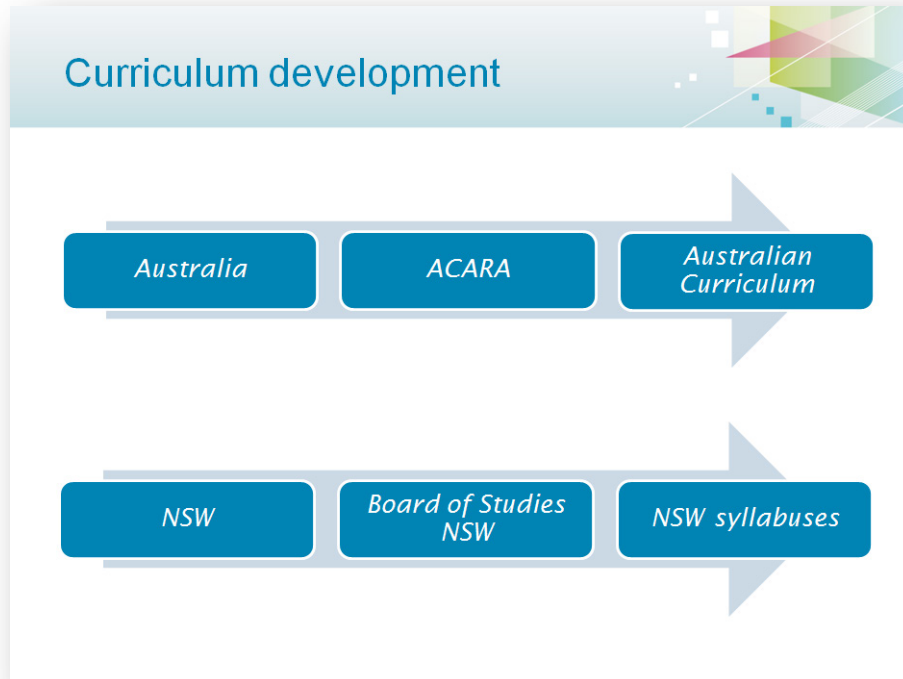 Curriculum development
Australia
ACARA
Australian
Curriculum
NSW
Board of Studies
NSW
NSW syllabuses